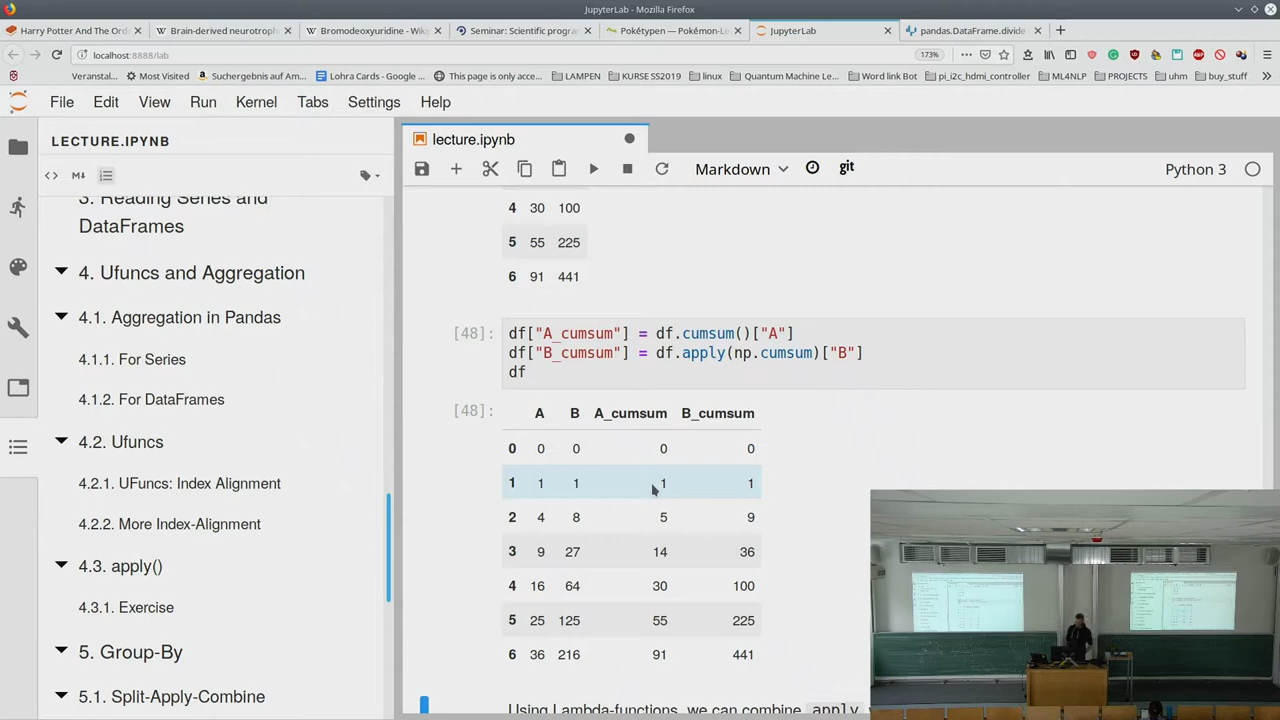 JupyterLab - Mozilla Firefox
Harry Potter And The Ord
Brain-derived neurotroph
Bromodeoxyuridine - Wiki
Seminar: Scientific progran
Pokétypen — Pokémon-Le
JupyterLab
pandas.DataFrame.divide
localhost:8888/lab
173%
Veranstal...
Most Visited
Suchergebnis auf Am...
Lohra Cards - Google ...
This page is only acce...
LAMPEN
KURSE SS2019
linux
Quantum Machine Le...
Word link Bot
pi_i2c_hdmi_controller
ML4NLP
PROJECTS
uhm
buy_stuff
File Edit View Run Kernel Tabs Settings Help
LECTURE.IPYNB
lecture.ipynb
Markdown
git
Python 3
3. Reading Series and
DataFrames
4. Ufuncs and Aggregation
4.1. Aggregation in Pandas
4.1.1. For Series
4.1.2. For DataFrames
4.2. Ufuncs
4.2.1. UFuncs: Index Alignment
4.2.2. More Index-Alignment
4.3. apply()
4.3.1. Exercise
5. Group-By
5.1. Split-Apply-Combine
4 30 100
5 55 225
6 91 441
[48]:
df["A_cumsum"] = df.cumsum()["A"]
df["B_cumsum"] = df.apply(np.cumsum)["B"]
df
[48]:
A B A_cumsum B_cumsum
0 0 0 0 0
1 1 1 1 1
2 4 8 5 9
3 9 27 14 36
4 16 64 30 100
5 25 125 55 225
6 36 216 91 441
Using Lambda-functions, we can combine apply